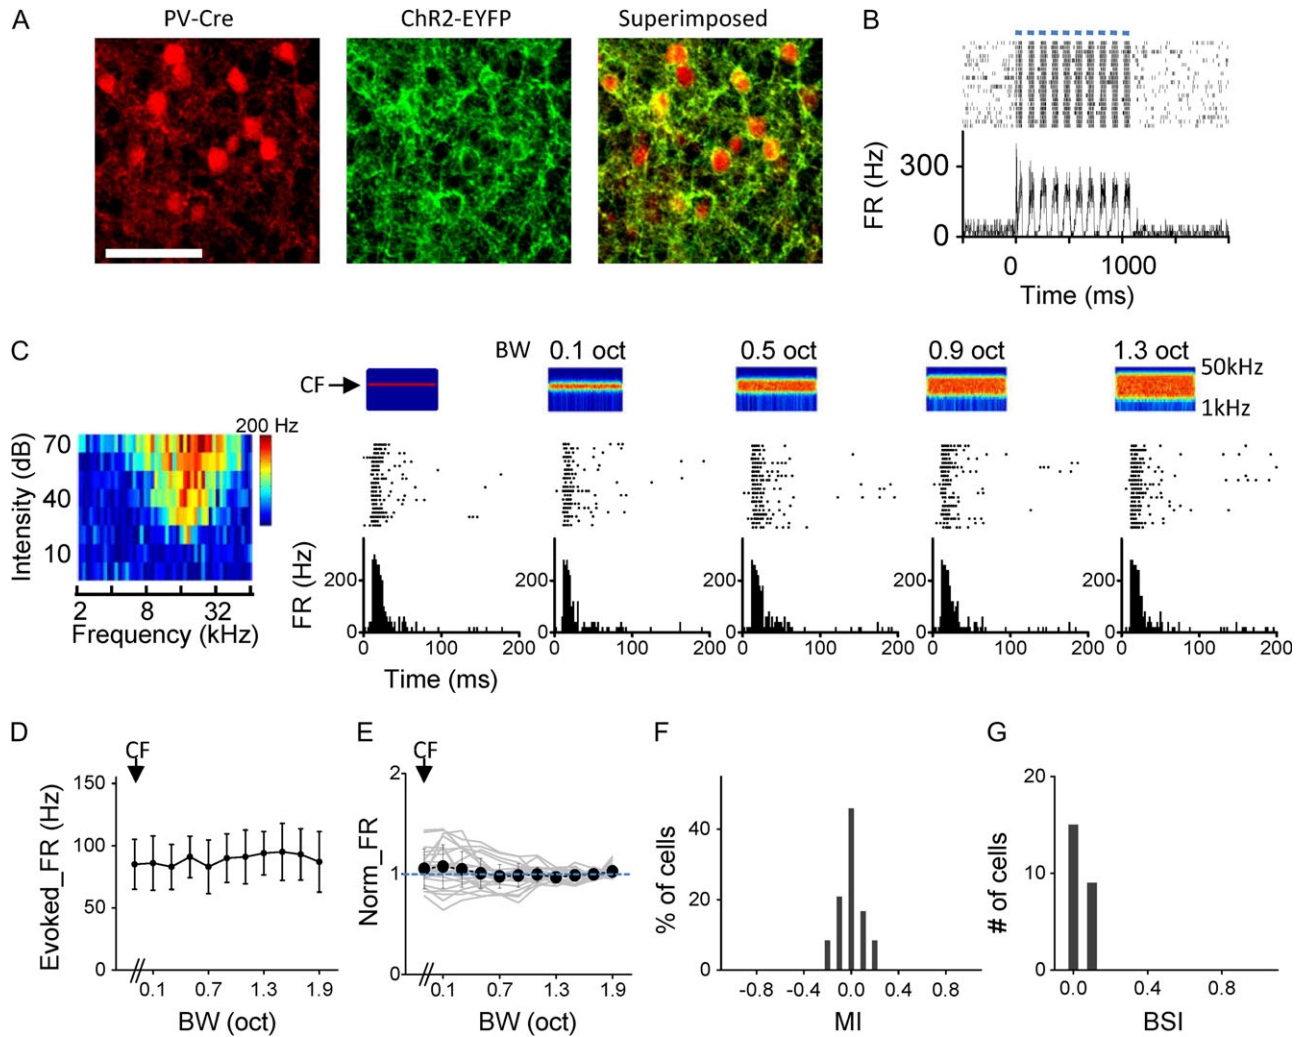 A
PV-Cre
ChR2-EYFP
Superimposed
B
FR (Hz)
300
0
0
1000
Time (ms)
C
BW
0.1 oct
0.5 oct
0.9 oct
1.3 oct
CF
50kHz
1kHz
200 Hz
0
Intensity (dB)
70
40
10
2
8
32
Frequency (kHz)
FR (Hz)
200
0
0
100
200
200
0
0
100
200
200
0
0
100
200
200
0
0
100
200
200
0
0
100
200
Time (ms)
D
CF
Evoked_FR (Hz)
150
100
50
0
0.1
0.7
1.3
1.9
BW (oct)
E
CF
Norm_FR
2
1
0
0.1
0.7
1.3
1.9
BW (oct)
F
% of cells
40
20
0
-0.8
-0.4
0.0
0.4
0.8
MI
G
# of cells
20
10
0
0.0
0.4
0.8
BSI